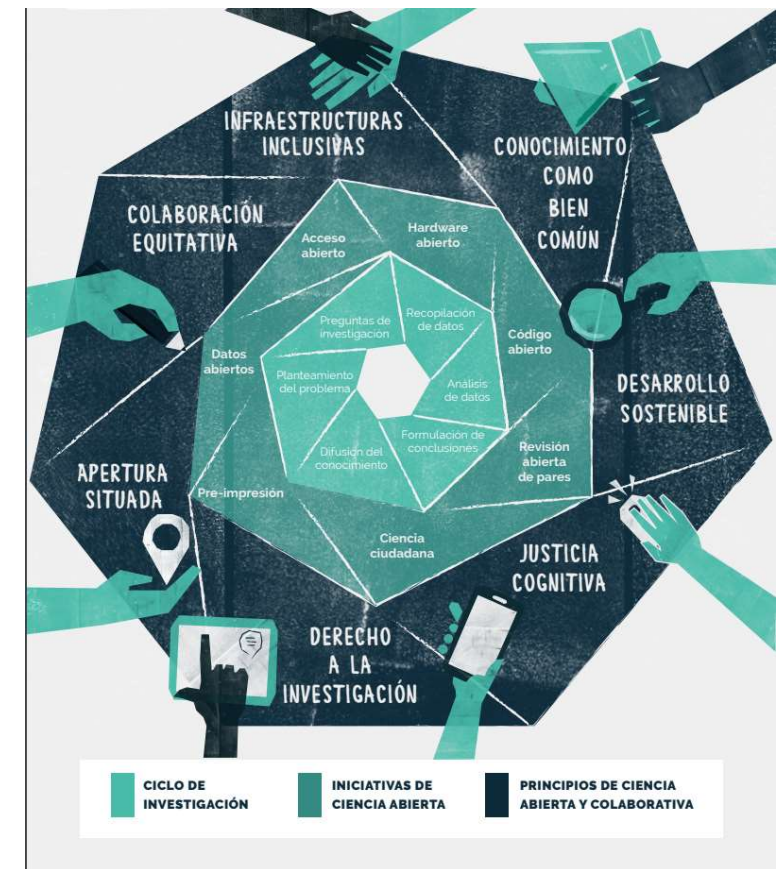 INFRAESTRUCTURAS
INCLUSIVAS
CONOCIMIENTO
COMO
BIEN
COMÚN
COLABORACIÓN
EQUITATIVA
Acceso
abierto
Hardware
abierto
Preguntas de
investigación
Recopilación
de datos
Código
abierto
Datos
abiertos
Planteamiento
del problema
Análisis
de datos
DESARROLLO
SOSTENIBLE
Difusión del
conocimiento
Formulación de
conclusiones
Revisión
abierta
de pares
APERTURA
SITUADA
Pre-impresión
Ciencia
ciudadana
JUSTICIA
COGNITIVA
DERECHO
A LA
INVESTIGACIÓN
CICLO DE
INVESTIGACIÓN
INICIATIVAS DE
CIENCIA ABIERTA
PRINCIPIOS DE CIENCIA
ABIERTA Y COLABORATIVA